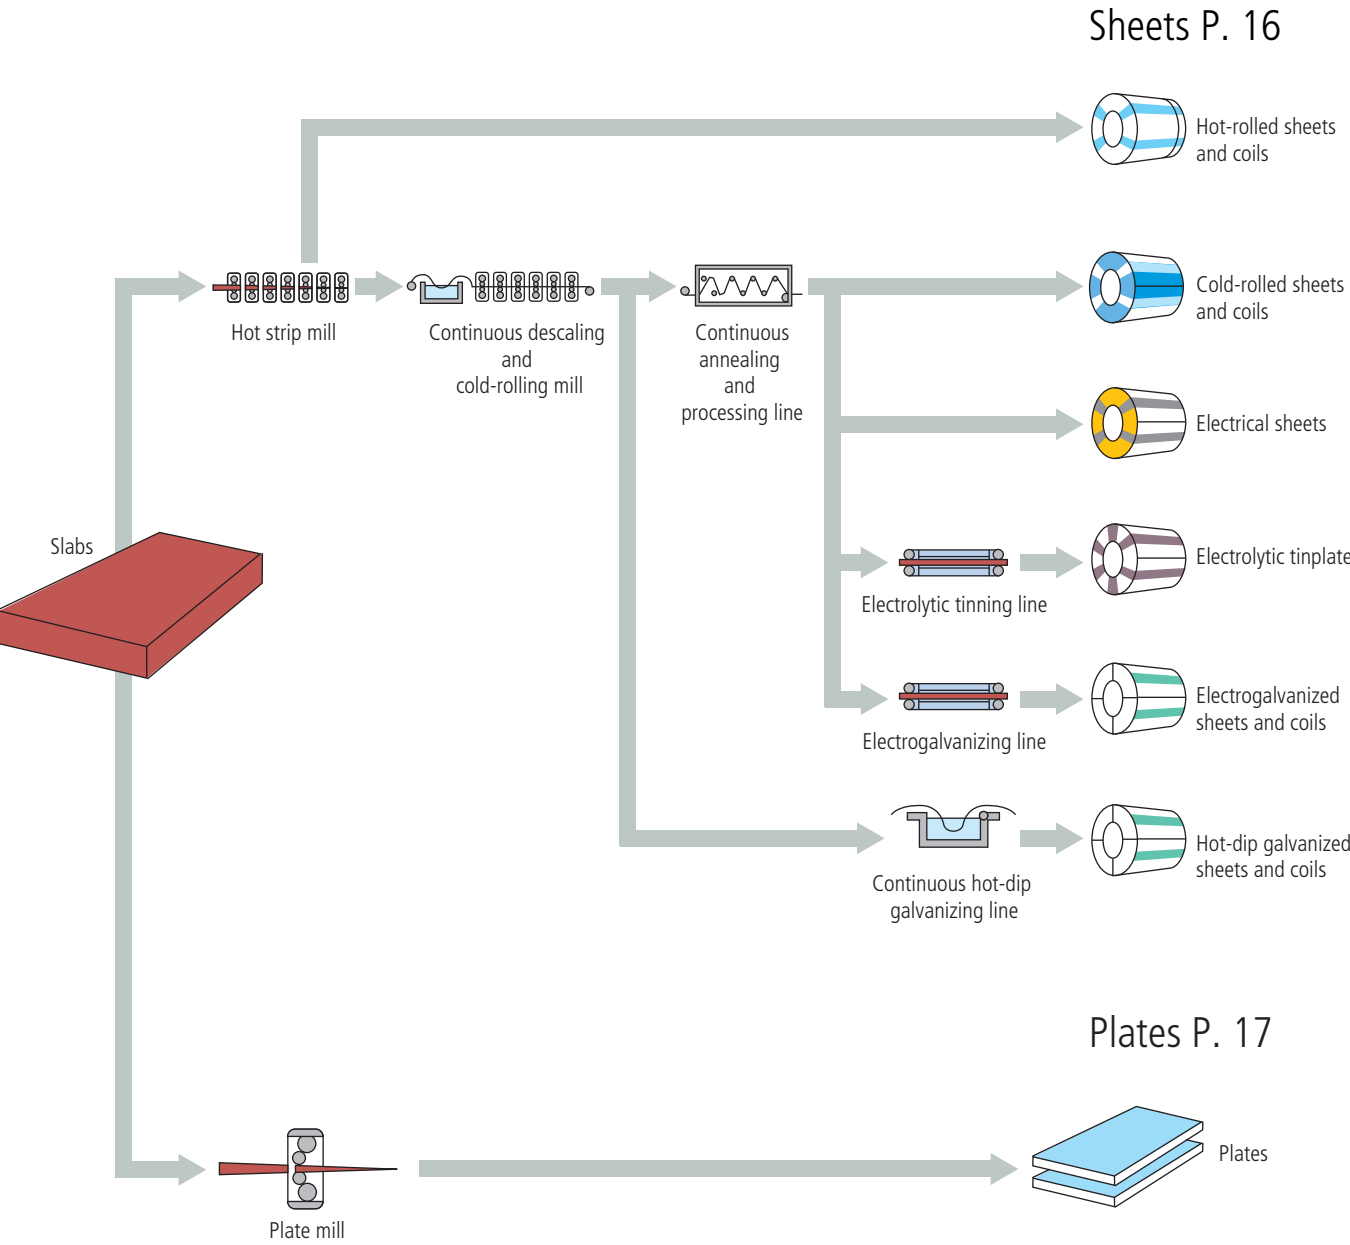 Sheets P. 16
Hot-rolled sheets
and coils
Hot strip mill
Continuous descaling
and
cold-rolling mill
Continuous
annealing
and
processing line
Cold-rolled sheets
and coils
Electrical sheets
Slabs
Electrolytic tinning line
Electrolytic tinplate
Electrogalvanizing line
Electrogalvanized
sheets and coils
Continuous hot-dip
galvanizing line
Hot-dip galvanized
sheets and coils
Plates P. 17
Plates
Plate mill